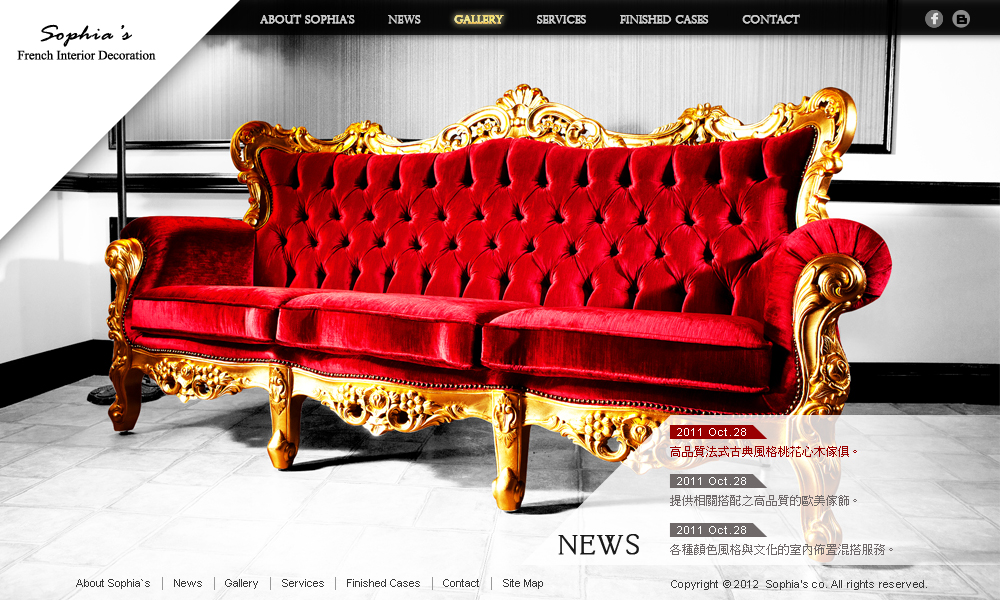 Sophia's
French Interior Decoration
ABOUT SOPHIA'S NEWS GALLERY SERVICES FINISHED CASES CONTACT
f B
2011 Oct.28
高品質法式古典風格桃花心木傢俱。
2011 Oct.28
提供相關搭配之高品質的歐美傢飾。
2011 Oct.28
各種顏色風格與文化的室內佈置混搭服務。
NEWS
About Sophia`s | News | Gallery | Services | Finished Cases | Contact | Site Map
Copyright © 2012 Sophia's co. All rights reserved.